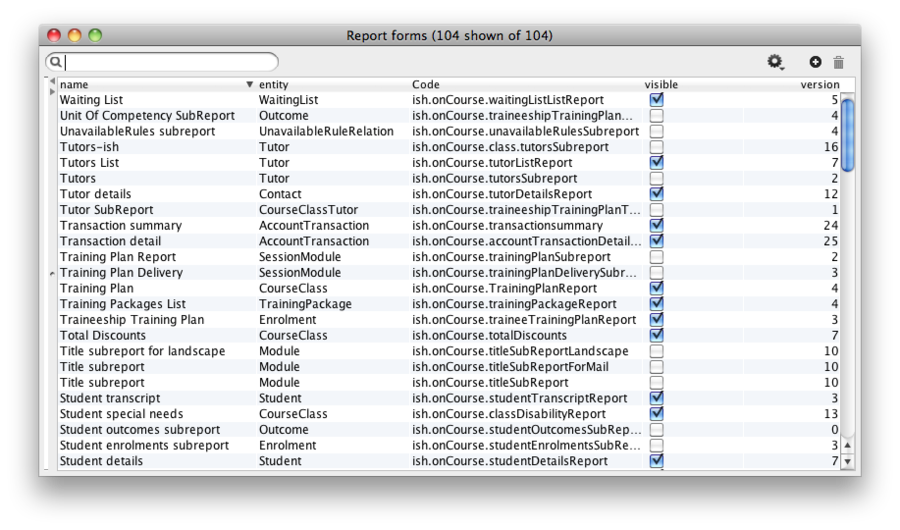 Report forms (104 shown of 104)
name entity Code visible version
Waiting List WaitingList ish.onCourse.waitingListListReport 5
Unit Of Competency SubReport Outcome ish.onCourse.traineeshipTrainingPlan... 4
UnavailableRules subreport UnavailableRuleRelation ish.onCourse.unavailableRulesSubreport 4
Tutors-ish Tutor ish.onCourse.class.tutorsSubreport 16
Tutors List Tutor ish.onCourse.tutorListReport 7
Tutors Tutor ish.onCourse.tutorsSubreport 2
Tutor details Contact ish.onCourse.tutorDetailsReport 12
Tutor SubReport CourseClassTutor ish.onCourse.traineeshipTrainingPlanT... 1
Transaction summary AccountTransaction ish.onCourse.transactionsummary 24
Transaction detail AccountTransaction ish.onCourse.accountTransactionDetail... 25
Training Plan Report SessionModule ish.onCourse.trainingPlanSubreport 2
Training Plan Delivery SessionModule ish.onCourse.trainingPlanDeliverySubr... 3
Training Plan CourseClass ish.onCourse.TrainingPlanReport 4
Training Packages List TrainingPackage ish.onCourse.trainingPackageReport 4
Traineeship Training Plan Enrolment ish.onCourse.traineeTrainingPlanReport 3
Total Discounts CourseClass ish.onCourse.totalDiscounts 7
Title subreport for landscape Module ish.onCourse.titleSubReportLandscape 10
Title subreport Module ish.onCourse.titleSubReportForMail 10
Title subreport Module ish.onCourse.titleSubReport 10
Student transcript Student ish.onCourse.studentTranscriptReport 3
Student special needs CourseClass ish.onCourse.classDisabilityReport 13
Student outcomes subreport Outcome ish.onCourse.studentOutcomesSubRep... 0
Student enrolments subreport Enrolment ish.onCourse.studentEnrolmentsSubRe... 3
Student details Student ish.onCourse.studentDetailsReport 7